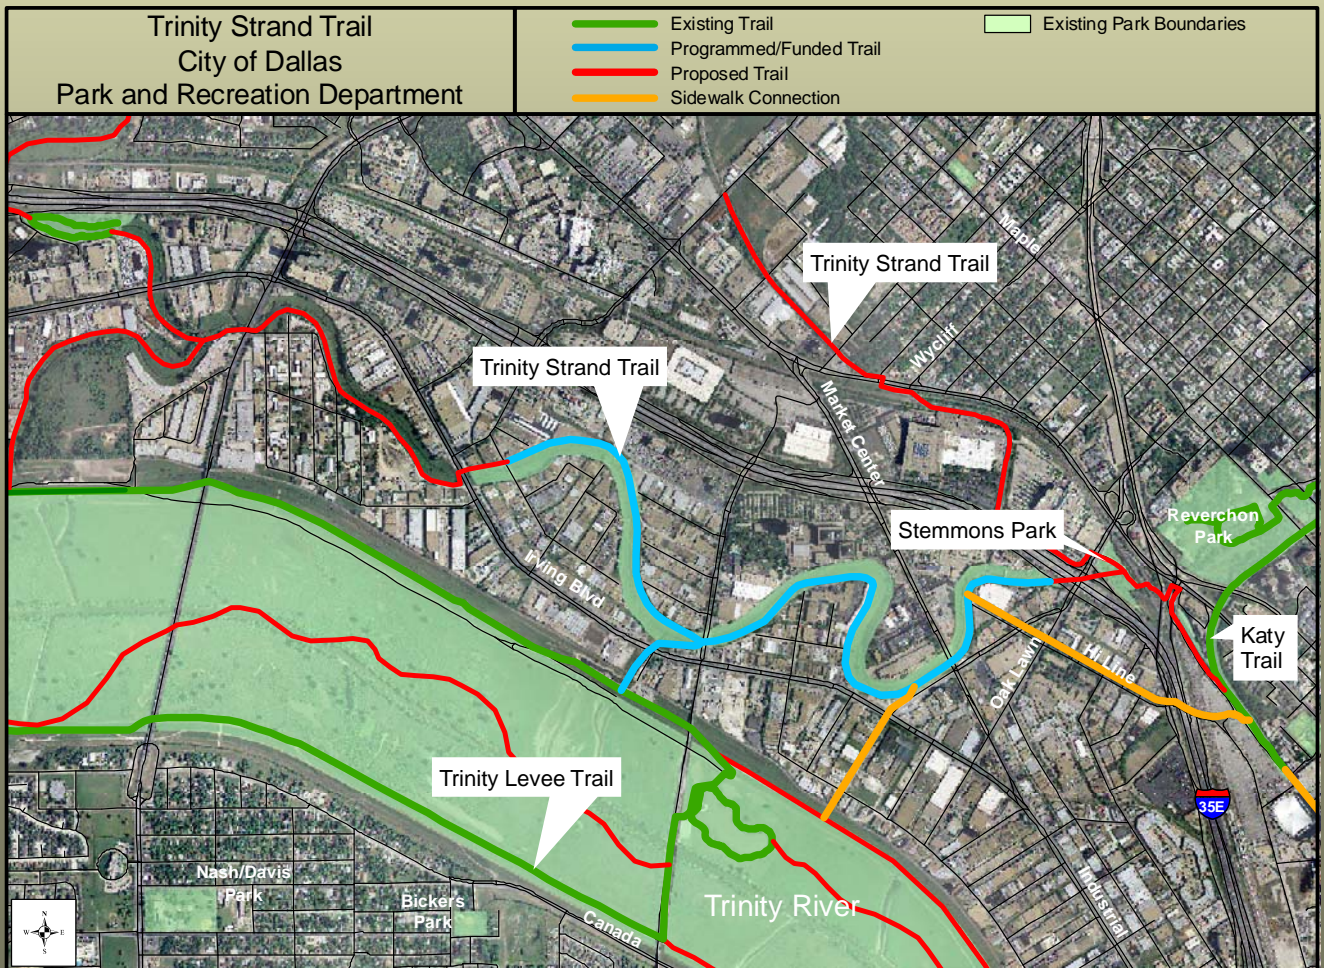 Trinity Strand Trail
City of Dallas
Park and Recreation Department
Existing Trail
Programmed/Funded Trail
Proposed Trail
Sidewalk Connection
Existing Park Boundaries
Maple
Trinity Strand Trail
Wycliff
Trinity Strand Trail
Market Center
Stemmons Park
Reverchon
Park
Irving Blvd
Katy
Trail
Hi Line
Oak Lawn
Trinity Levee Trail
35E
Nash/Davis
Park
Bickers
Park
Trinity River
Industrial
Canada
N
W
E
S